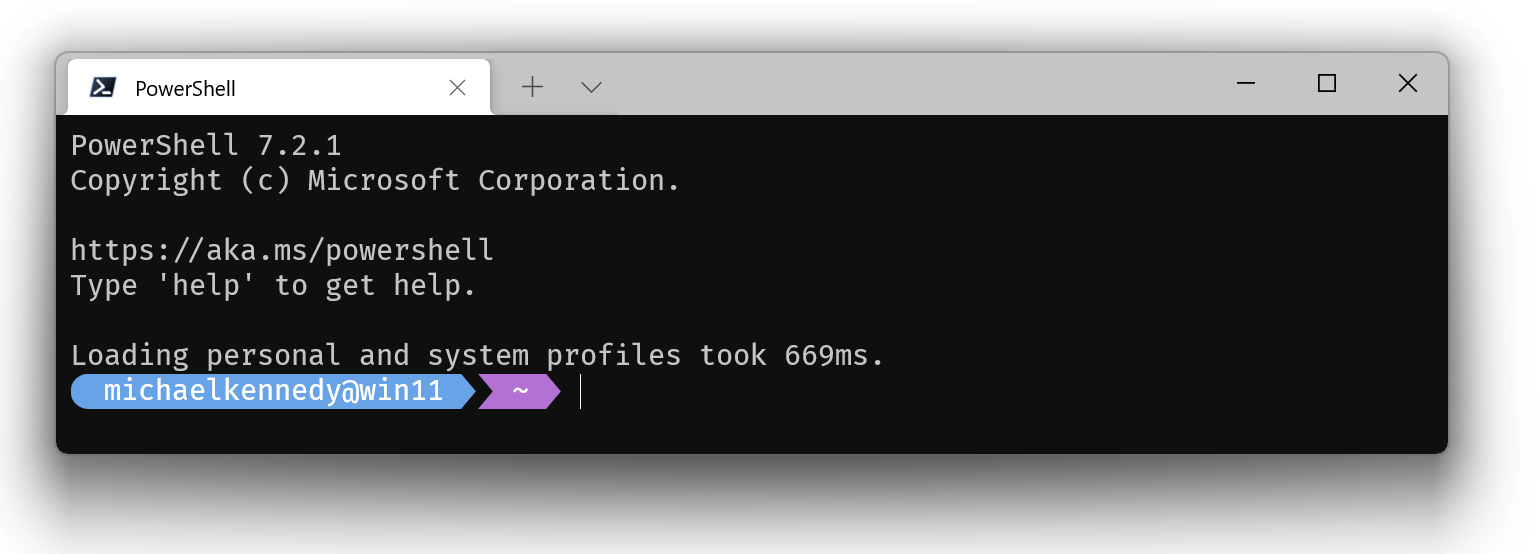 PowerShell
PowerShell 7.2.1
Copyright (c) Microsoft Corporation.
https://aka.ms/powershell
Type 'help' to get help.
Loading personal and system profiles took 669ms.
michaelkennedy@win11 ~